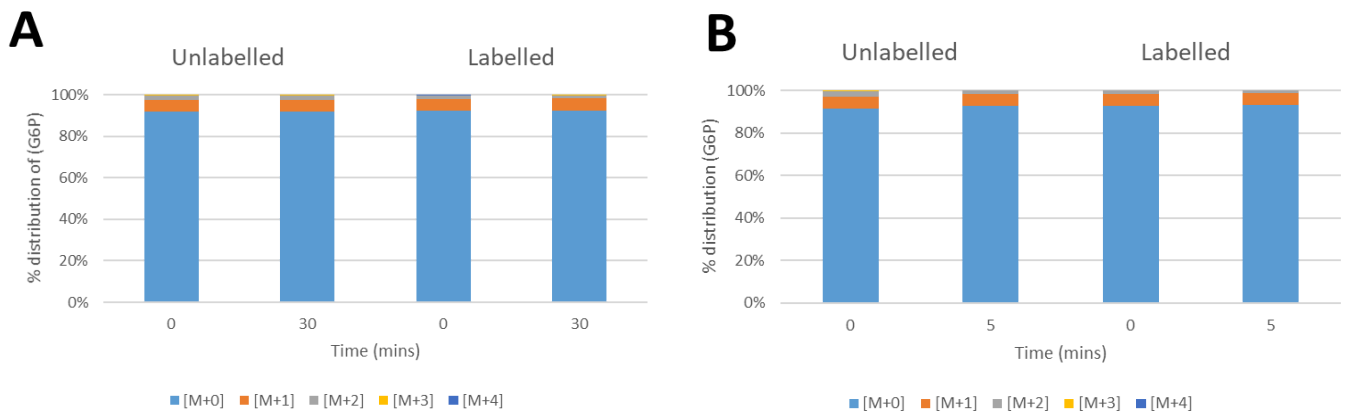 A
Unlabelled Labelled
% distribution of (G6P)
100%
80%
60%
40%
20%
0%
0 30 0 30
Time (mins)
[M+0] [M+1] [M+2] [M+3] [M+4]
B
Unlabelled Labelled
% distribution (G6P)
100%
80%
60%
40%
20%
0%
0 5 0 5
Time (mins)
[M+0] [M+1] [M+2] [M+3] [M+4]